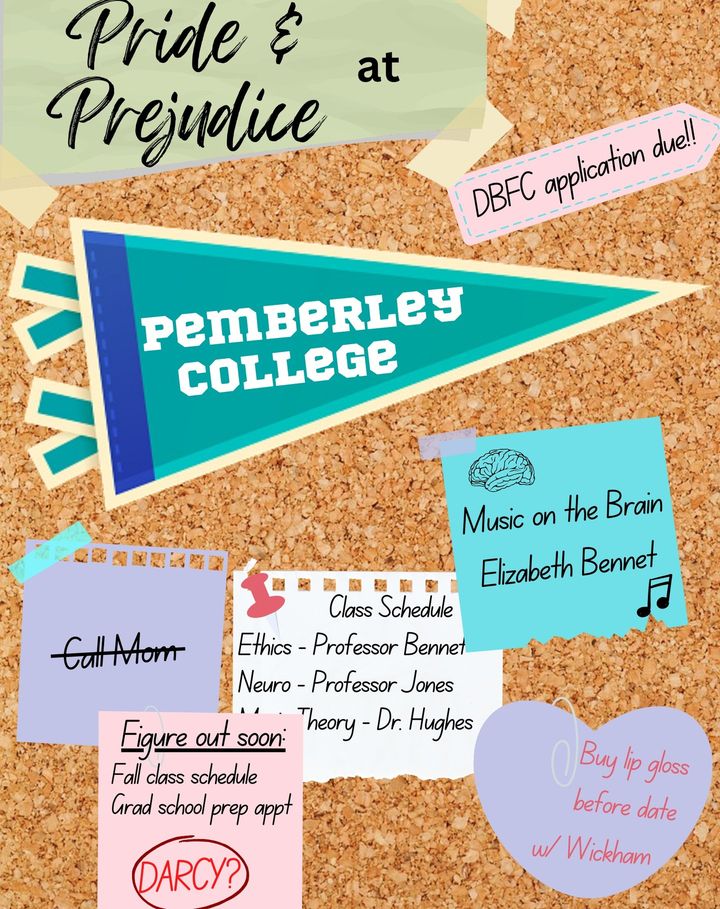 Pride &
Prejudice
at
DBFC application due!!
PEMBERLEY
COLLEGE
Music on the Brain
Elizabeth Bennet
Call Mom
Class Schedule
Ethics - Professor Bennet
Neuro - Professor Jones
Theory - Dr. Hughes
Figure out soon:
Fall class schedule
Grad school prep appt
DARCY?
Buy lip gloss
before date
w/ Wickham